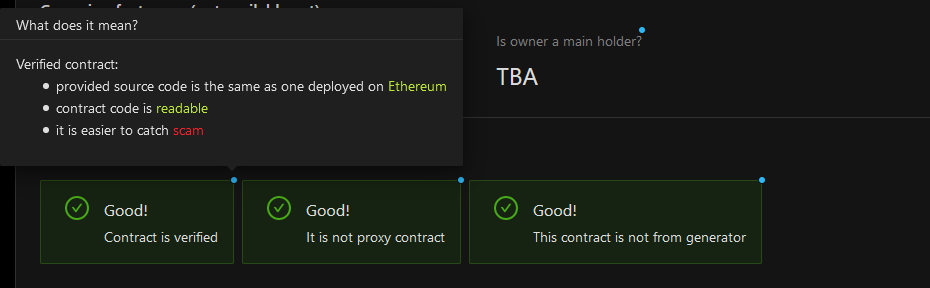 What does it mean?
Is owner a main holder?
Verified contract:
provided source code is the same as one deployed on Ethereum
TBA
contract code is readable
it is easier to catch scam
Good!
Contract is verified
Good!
It is not proxy contract
Good!
This contract is not from generator